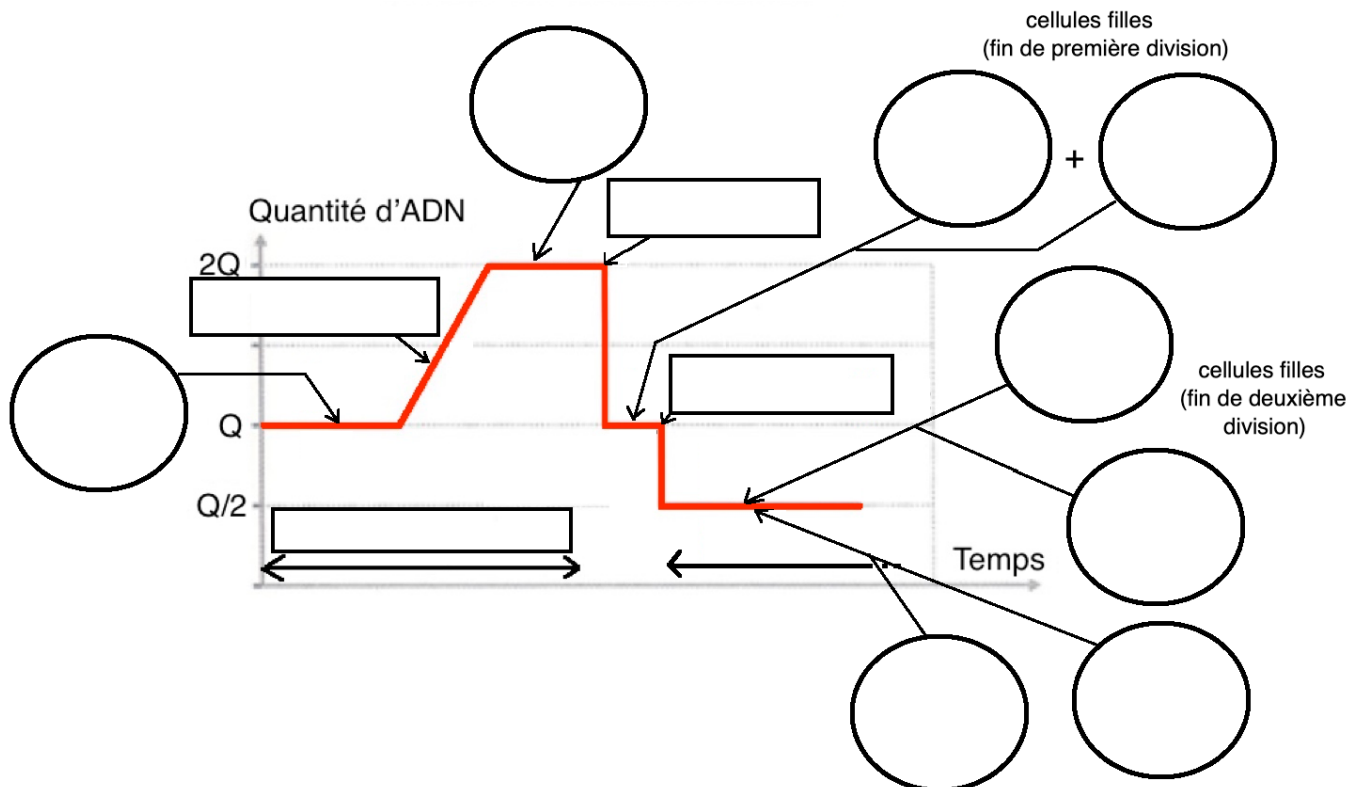 cellules filles
(fin de première division)
+
Quantité d'ADN
2Q
Q
cellules filles
(fin de deuxième
division)
Q/2
Temps